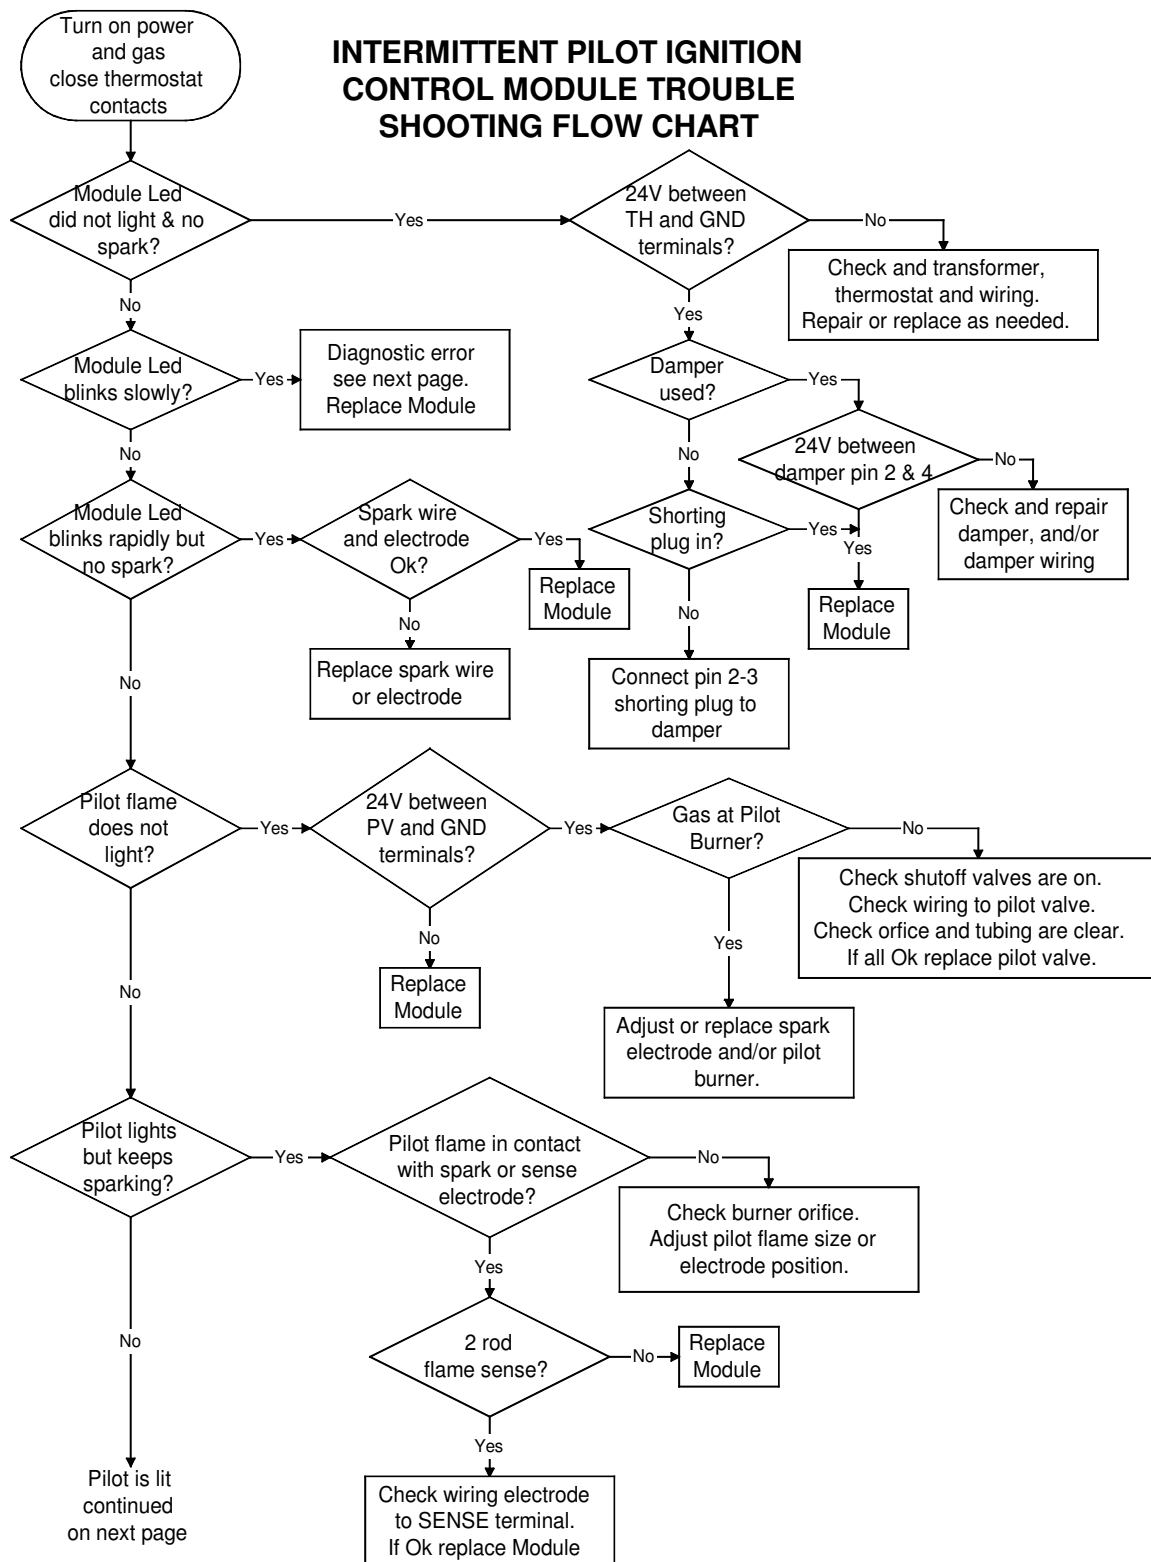 Turn on power
and gas
close thermostat
contacts
INTERMITTENT PILOT IGNITION
CONTROL MODULE TROUBLE
SHOOTING FLOW CHART
Module Led
did not light & no
spark?
Yes
24V between
TH and GND
terminals?
No
Check and transformer,
thermostat and wiring.
Repair or replace as needed.
No
Yes
Module Led
blinks slowly?
Yes
Diagnostic error
see next page.
Replace Module
Damper
used?
Yes
No
No
24V between
damper pin 2 & 4
No
Check and repair
damper, and/or
damper wiring
Module Led
blinks rapidly but
no spark?
Yes
Spark wire
and electrode
Ok?
Yes
Replace
Module
Shorting
plug in?
Yes
Yes
Replace
Module
No
Replace spark wire
or electrode
No
Connect pin 2-3
shorting plug to
damper
No
Pilot flame
does not
light?
Yes
24V between
PV and GND
terminals?
Yes
Gas at Pilot
Burner?
No
Check shutoff valves are on.
Check wiring to pilot valve.
Check orfice and tubing are clear.
If all Ok replace pilot valve.
No
Replace
Module
Yes
Adjust or replace spark
electrode and/or pilot
burner.
No
Pilot lights
but keeps
sparking?
Yes
Pilot flame in contact
with spark or sense
electrode?
No
Check burner orifice.
Adjust pilot flame size or
electrode position.
Yes
2 rod
flame sense?
No
Replace
Module
No
Yes
Check wiring electrode
to SENSE terminal.
If Ok replace Module
Pilot is lit
continued
on next page